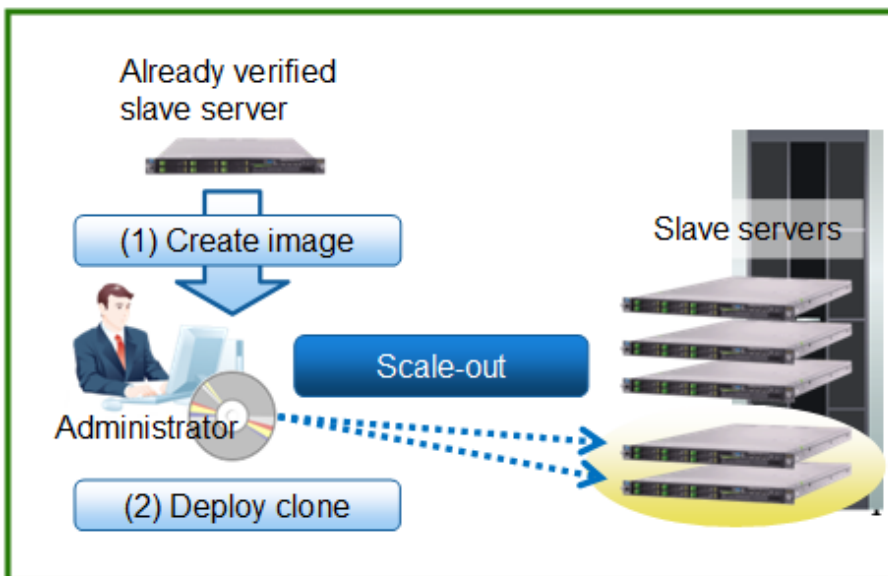 Already verified
slave server
(1) Create image
Slave servers
Scale-out
Administrator
(2) Deploy clone